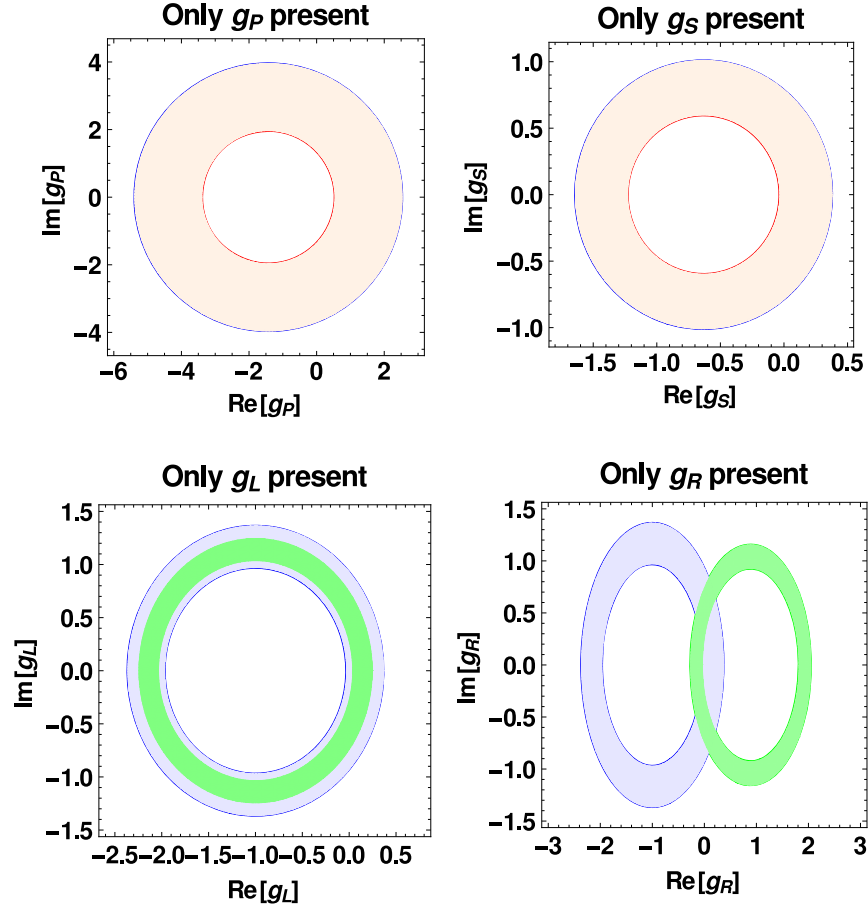 Only g_P present
Im[g_P]
4
2
0
−2
−4
−6 −4 −2 0 2
Re[g_P]
Only g_S present
Im[g_S]
1.0
0.5
0.0
−0.5
−1.0
−1.5 −1.0 −0.5 0.0 0.5
Re[g_S]
Only g_L present
Im[g_L]
1.5
1.0
0.5
0.0
−0.5
−1.0
−1.5
−2.5 −2.0 −1.5 −1.0 −0.5 0.0 0.5
Re[g_L]
Only g_R present
Im[g_R]
1.5
1.0
0.5
0.0
−0.5
−1.0
−1.5
−3 −2 −1 0 1 2 3
Re[g_R]